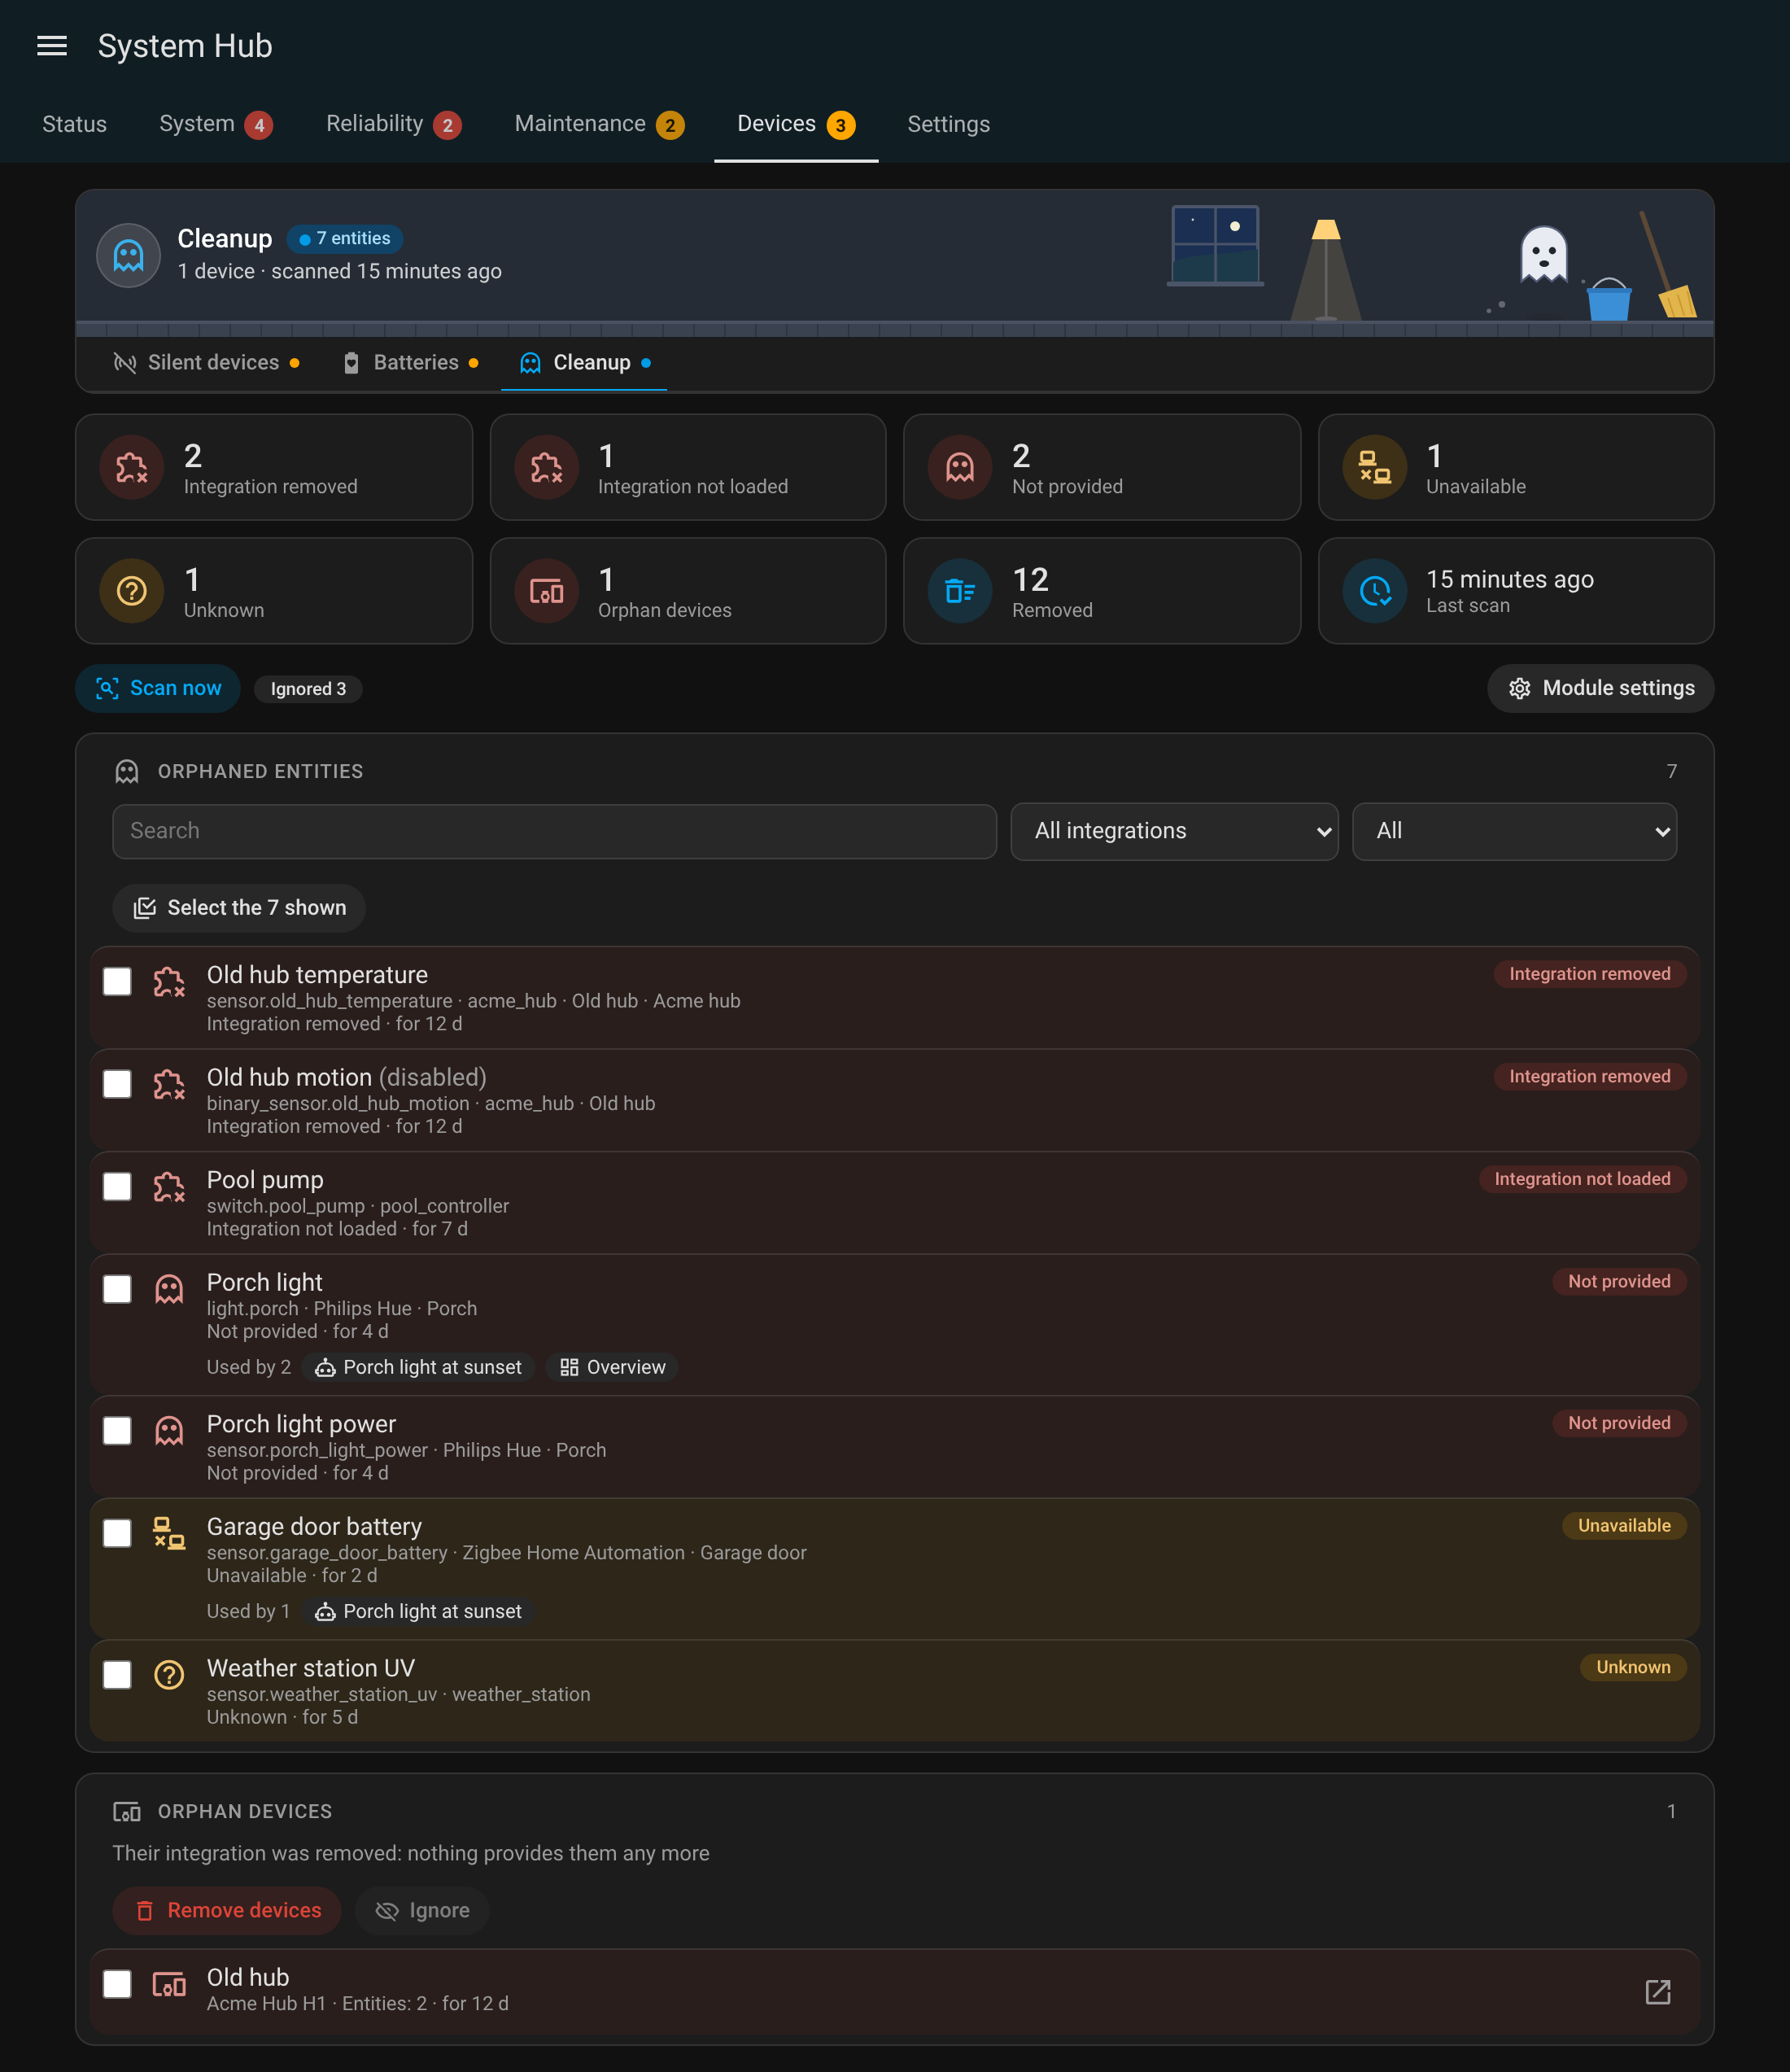 System Hub
Status
System 4
Reliability 2
Maintenance 2
Devices 3
Settings
Cleanup
7 entities
1 device · scanned 15 minutes ago
Silent devices
Batteries
Cleanup
2
Integration removed
1
Integration not loaded
2
Not provided
1
Unavailable
1
Unknown
1
Orphan devices
12
Removed
15 minutes ago
Last scan
Scan now
Ignored 3
Module settings
ORPHANED ENTITIES
7
Search
All integrations
All
Select the 7 shown
Old hub temperature
Integration removed
sensor.old_hub_temperature · acme_hub · Old hub · Acme hub
Integration removed · for 12 d
Old hub motion (disabled)
Integration removed
binary_sensor.old_hub_motion · acme_hub · Old hub
Integration removed · for 12 d
Pool pump
Integration not loaded
switch.pool_pump · pool_controller
Integration not loaded · for 7 d
Porch light
Not provided
light.porch · Philips Hue · Porch
Not provided · for 4 d
Used by 2
Porch light at sunset
Overview
Porch light power
Not provided
sensor.porch_light_power · Philips Hue · Porch
Not provided · for 4 d
Garage door battery
Unavailable
sensor.garage_door_battery · Zigbee Home Automation · Garage door
Unavailable · for 2 d
Used by 1
Porch light at sunset
Weather station UV
Unknown
sensor.weather_station_uv · weather_station
Unknown · for 5 d
ORPHAN DEVICES
1
Their integration was removed: nothing provides them any more
Remove devices
Ignore
Old hub
Acme Hub H1 · Entities: 2 · for 12 d